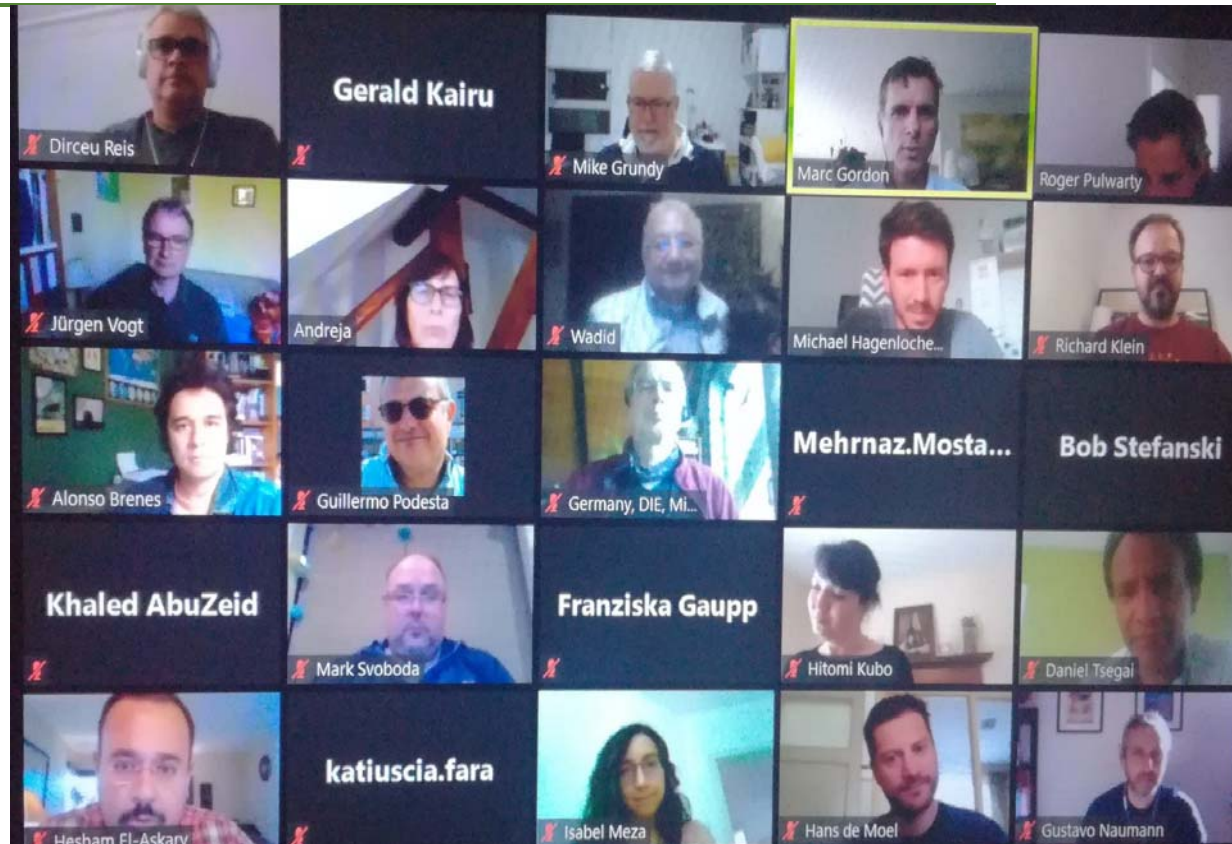 Dirceu Reis
Gerald Kairu
Mike Grundy
Marc Gordon
Roger Pulwarty
Jürgen Vogt
Andreja
Wadid
Michael Hagenloche...
Richard Klein
Alonso Brenes
Guillermo Podesta
Germany, DIE, Mi...
Mehrnaz.Mosta...
Bob Stefanski
Khaled AbuZeid
Mark Svoboda
Franziska Gaupp
Hitomi Kubo
Daniel Tsegai
Hesham El-Askary
katiuscia.fara
Isabel Meza
Hans de Moel
Gustavo Naumann